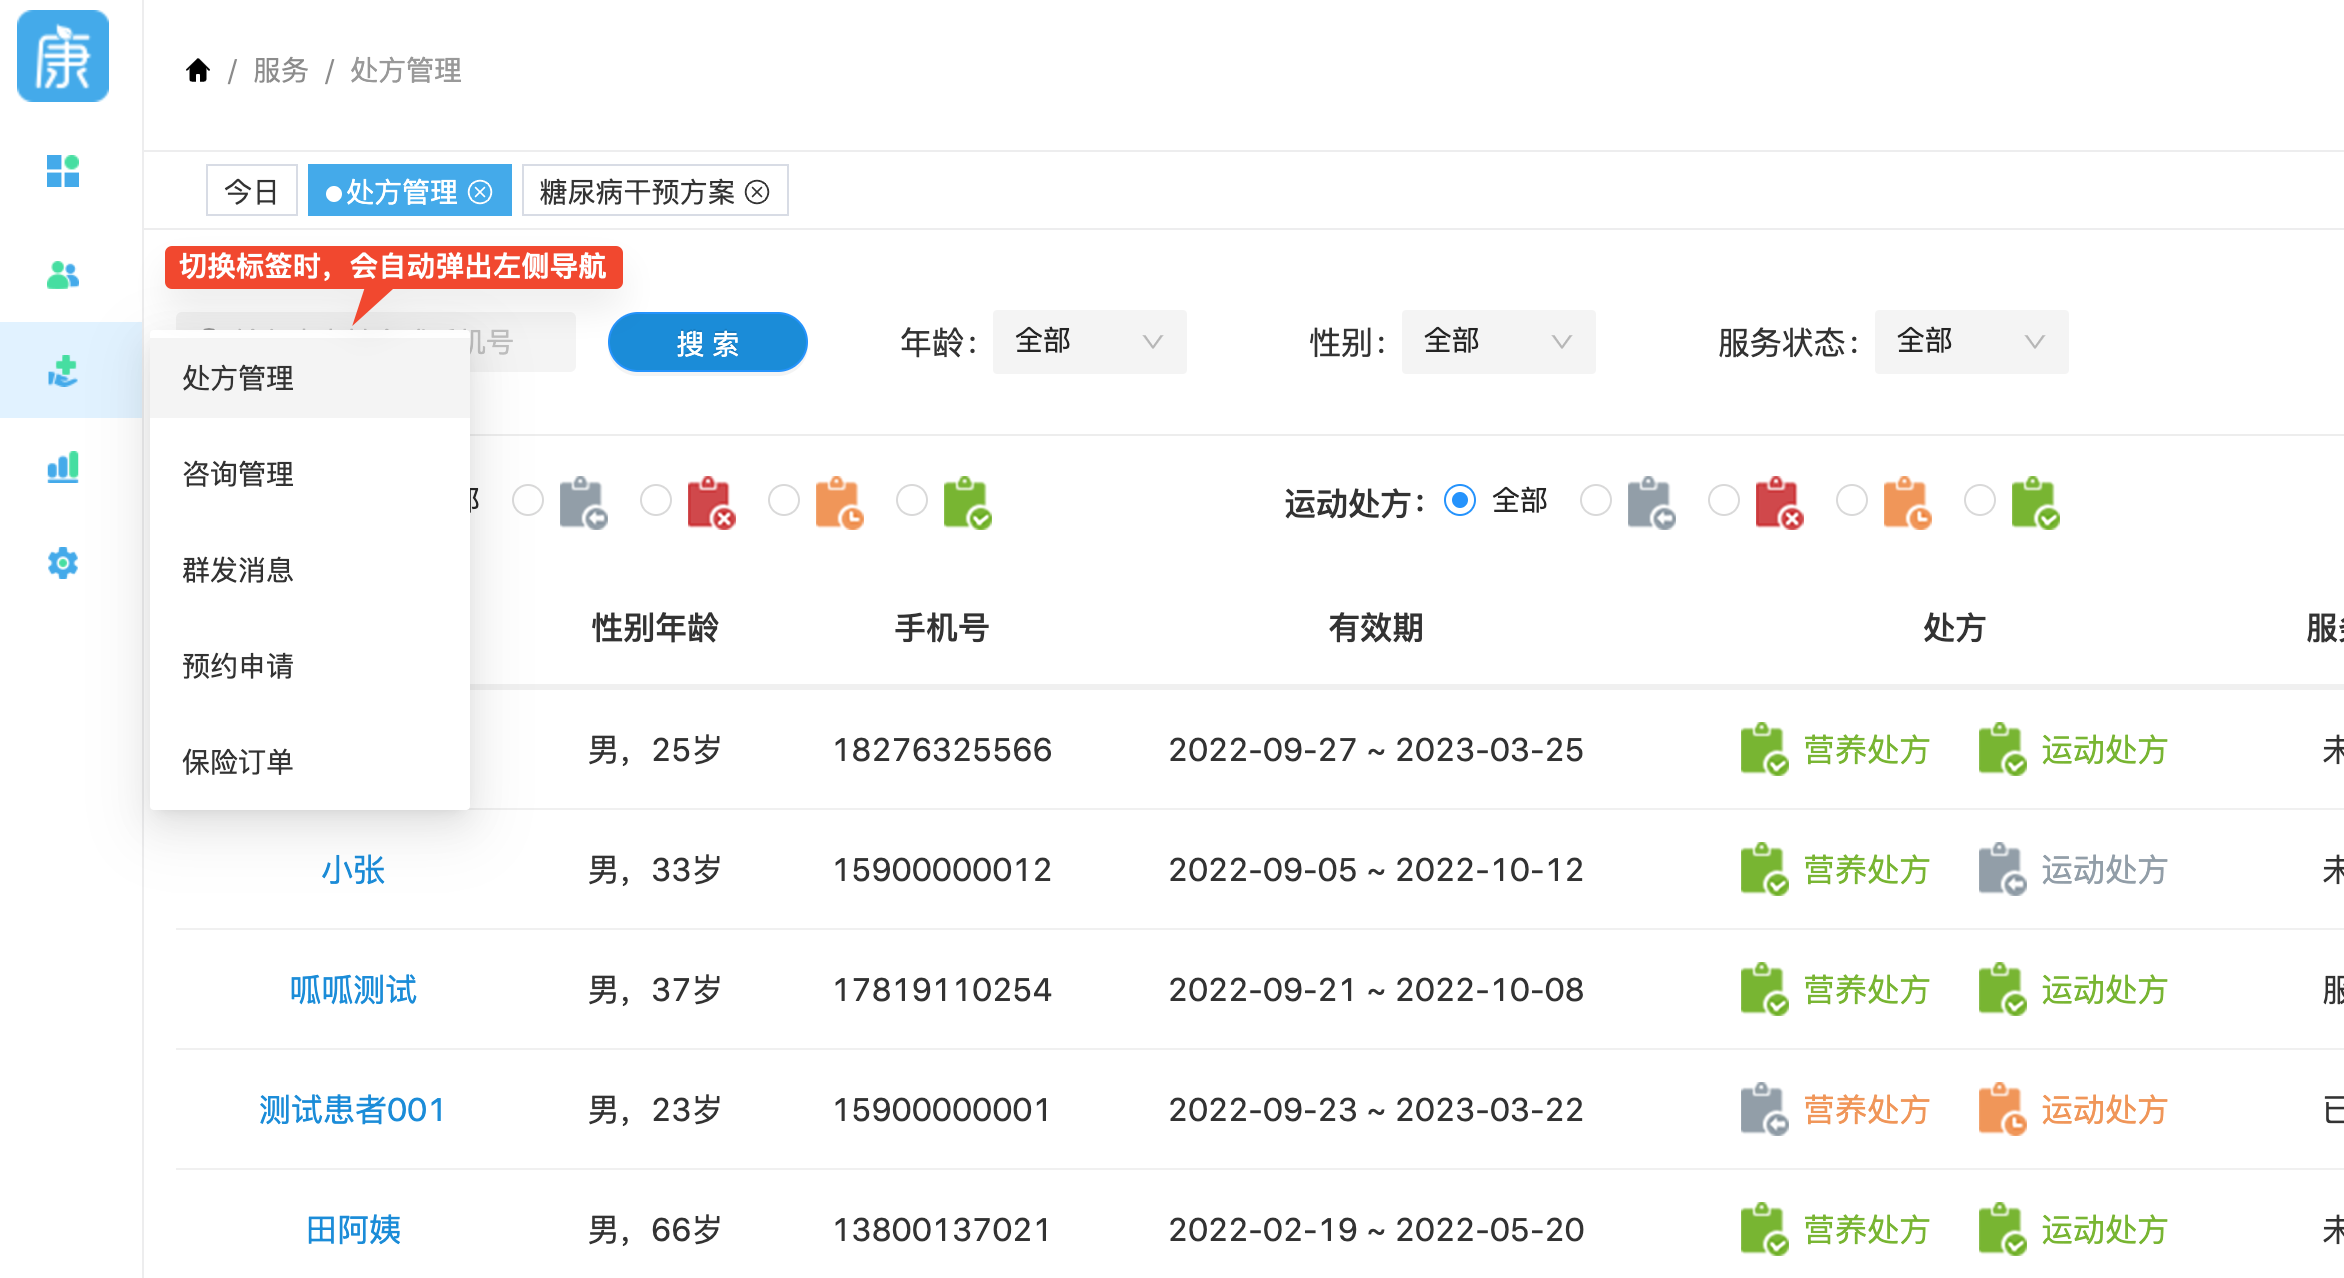 康
/ 服务 / 处方管理
今日
处方管理
糖尿病干预方案
切换标签时，会自动弹出左侧导航
机号
搜 索
年龄： 全部
性别： 全部
服务状态： 全部
处方管理
咨询管理
群发消息
预约申请
保险订单
运动处方： 全部
性别年龄 手机号 有效期 处方
男，25岁 18276325566 2022-09-27 ~ 2023-03-25 营养处方 运动处方 未
小张 男，33岁 15900000012 2022-09-05 ~ 2022-10-12 营养处方 运动处方 未
呱呱测试 男，37岁 17819110254 2022-09-21 ~ 2022-10-08 营养处方 运动处方 服
测试患者001 男，23岁 15900000001 2022-09-23 ~ 2023-03-22 营养处方 运动处方 已
田阿姨 男，66岁 13800137021 2022-02-19 ~ 2022-05-20 营养处方 运动处方 未